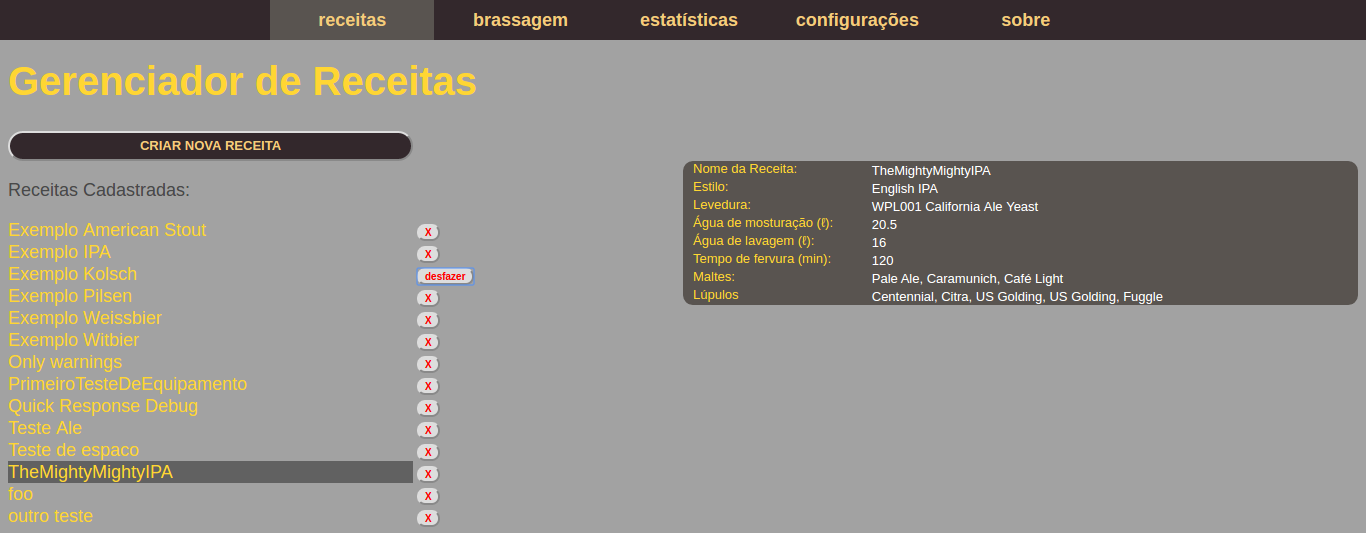 receitas brassagem estatísticas configurações sobre
Gerenciador de Receitas
CRIAR NOVA RECEITA
Receitas Cadastradas:
Exemplo American Stout X
Exemplo IPA X
Exemplo Kolsch desfazer
Exemplo Pilsen X
Exemplo Weissbier X
Exemplo Witbier X
Only warnings X
PrimeiroTesteDeEquipamento X
Quick Response Debug X
Teste Ale X
Teste de espaco X
TheMightyMightyIPA X
foo X
outro teste X
Nome da Receita: TheMightyMightyIPA
Estilo: English IPA
Levedura: WPL001 California Ale Yeast
Água de mosturação (ℓ): 20.5
Água de lavagem (ℓ): 16
Tempo de fervura (min): 120
Maltes: Pale Ale, Caramunich, Café Light
Lúpulos Centennial, Citra, US Golding, US Golding, Fuggle